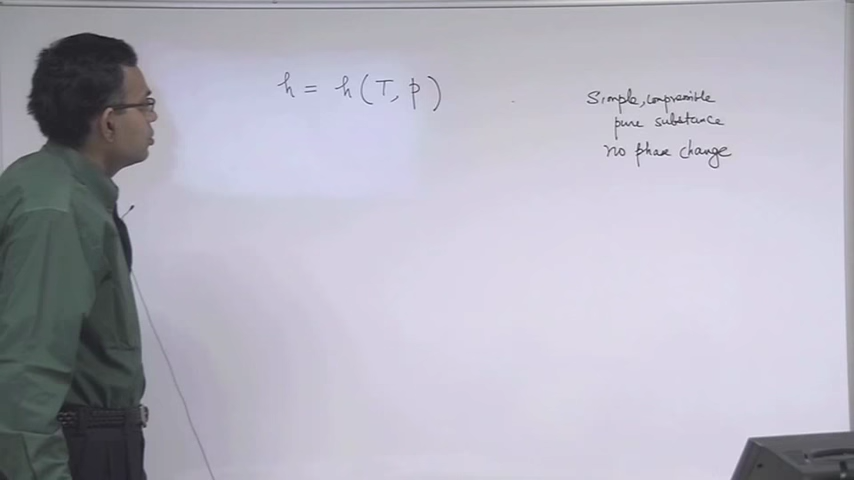 h = h (T, p)
Simple, compressible
pure substance
no phase change